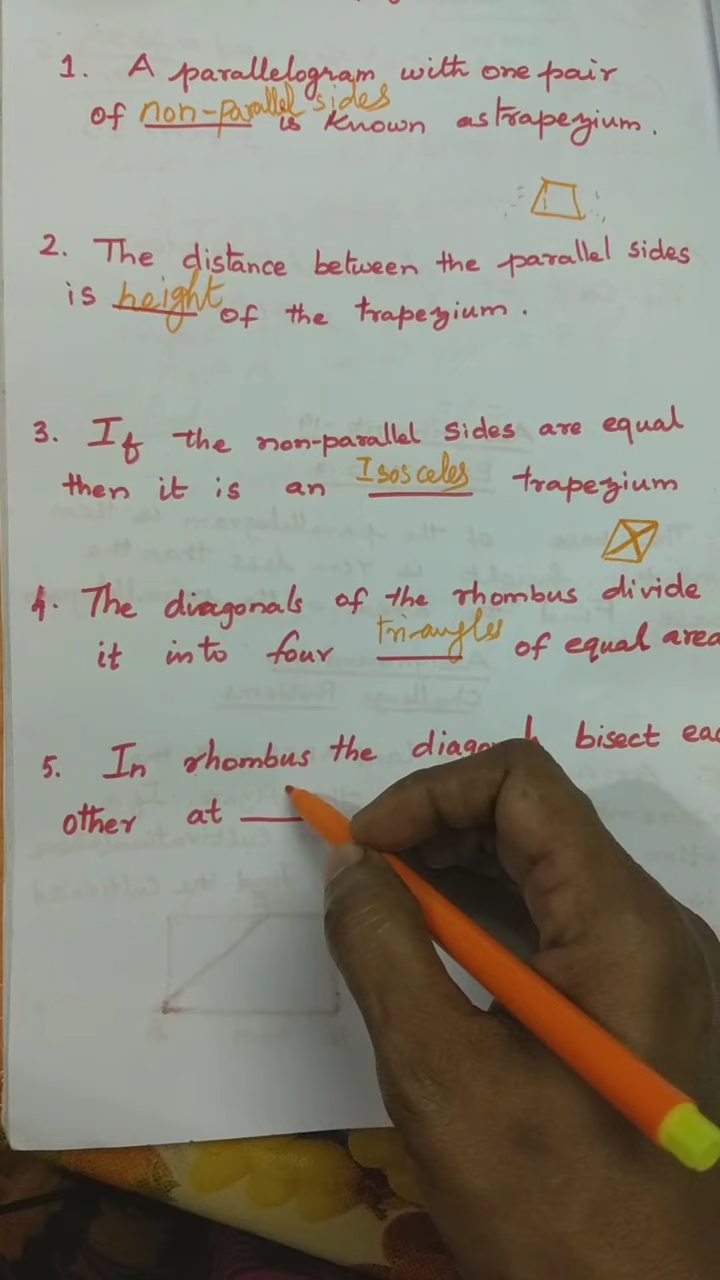 1. A parallelogram with one pair
of non-parallel sides is known as trapezium.
2. The distance between the parallel sides
is height of the trapezium.
3. If the non-parallel sides are equal
then it is an Isosceles trapezium
4. The diagonals of the rhombus divide
it into four triangles of equal area
5. In rhombus the bisect
other at